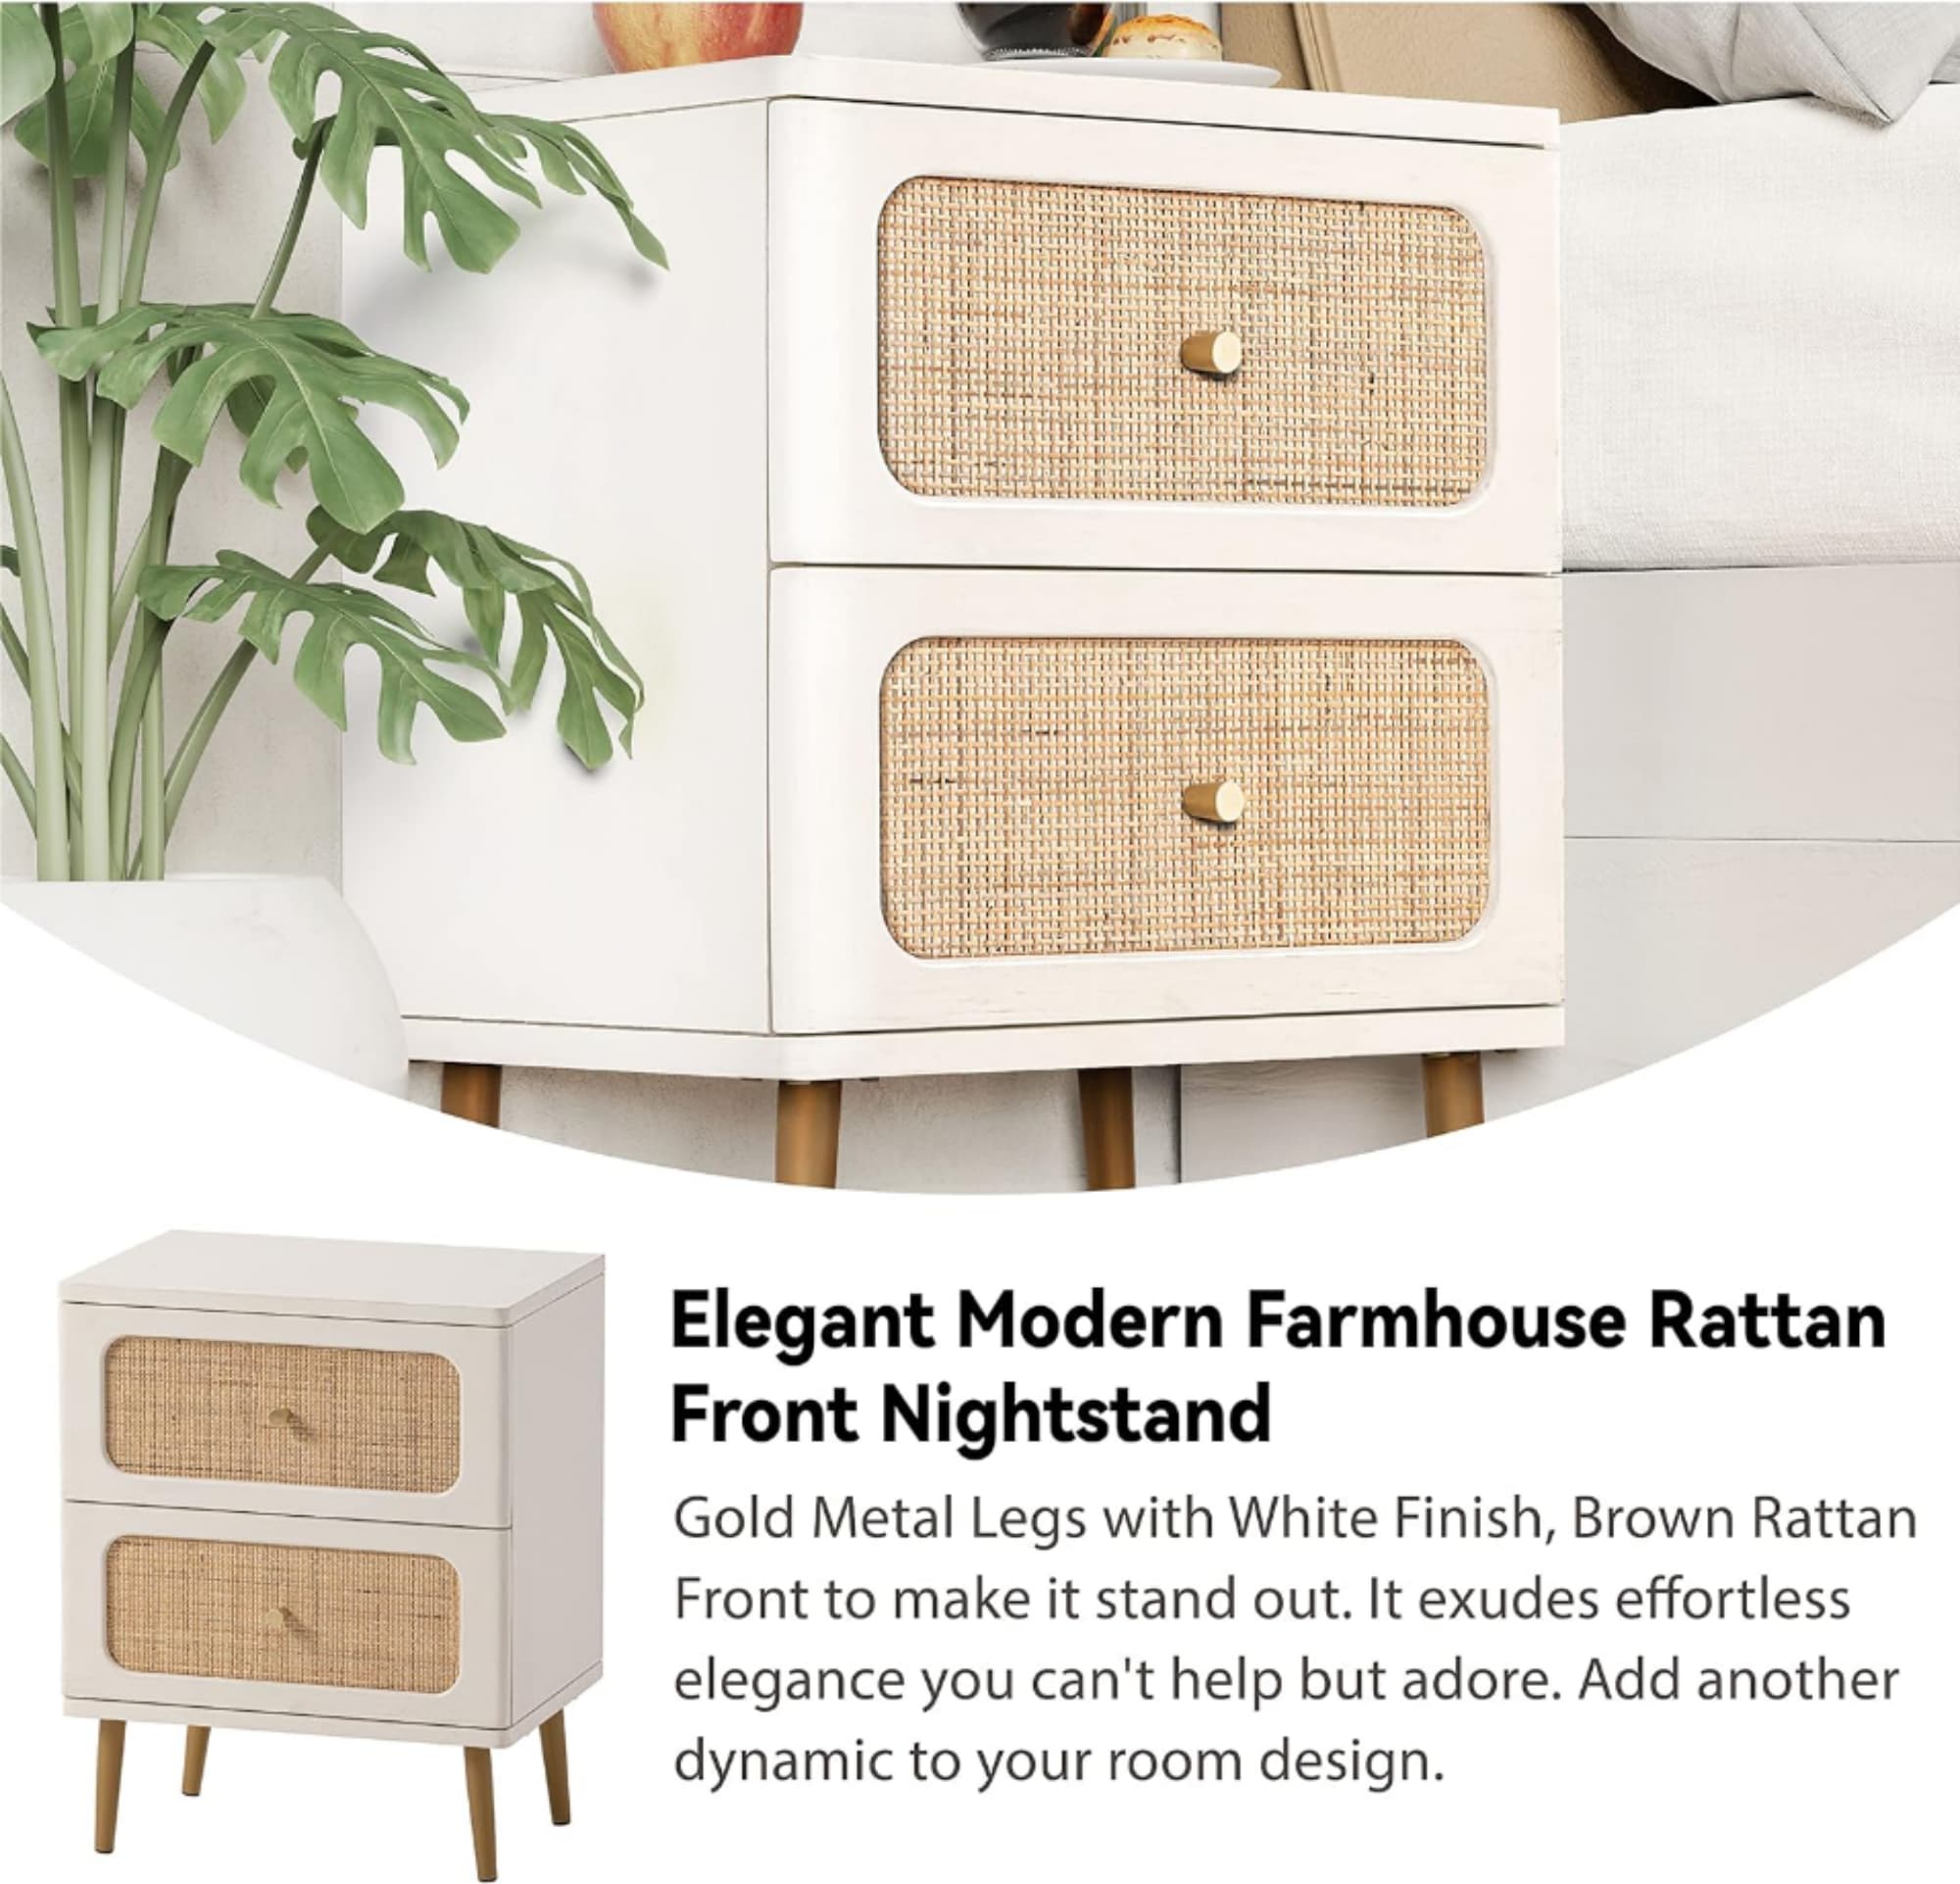 Elegant Modern Farmhouse Rattan
Front Nightstand
Gold Metal Legs with White Finish, Brown Rattan
Front to make it stand out. It exudes effortless
elegance you can't help but adore. Add another
dynamic to your room design.